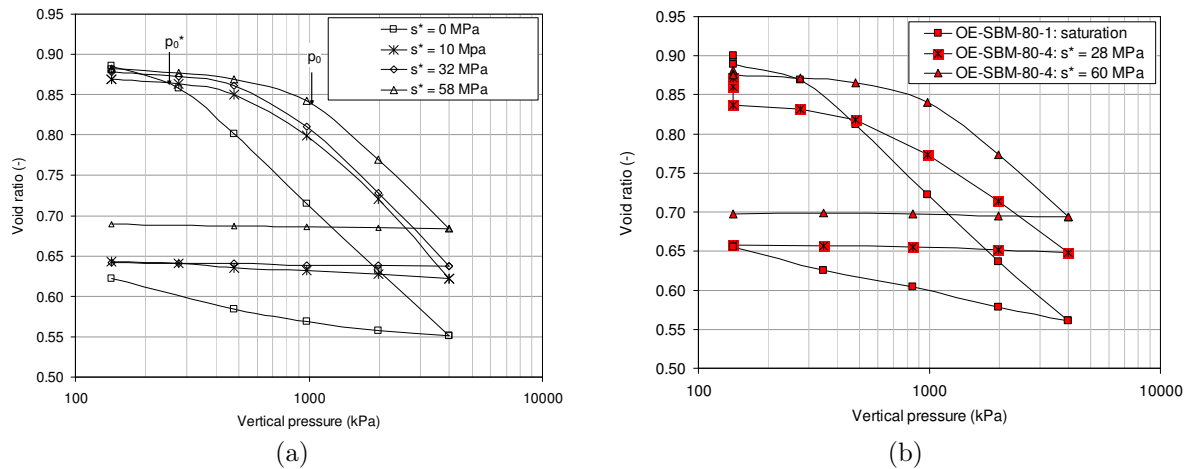 p0*
p0
s* = 0 MPa
s* = 10 Mpa
s* = 32 MPa
s* = 58 MPa
0.95
0.90
0.85
0.80
0.75
0.70
0.65
0.60
0.55
0.50
Void ratio (-)
100
1000
10000
Vertical pressure (kPa)
(a)
OE-SBM-80-1: saturation
OE-SBM-80-4: s* = 28 MPa
OE-SBM-80-4: s* = 60 MPa
0.95
0.90
0.85
0.80
0.75
0.70
0.65
0.60
0.55
0.50
Void ratio (-)
100
1000
10000
Vertical pressure (kPa)
(b)